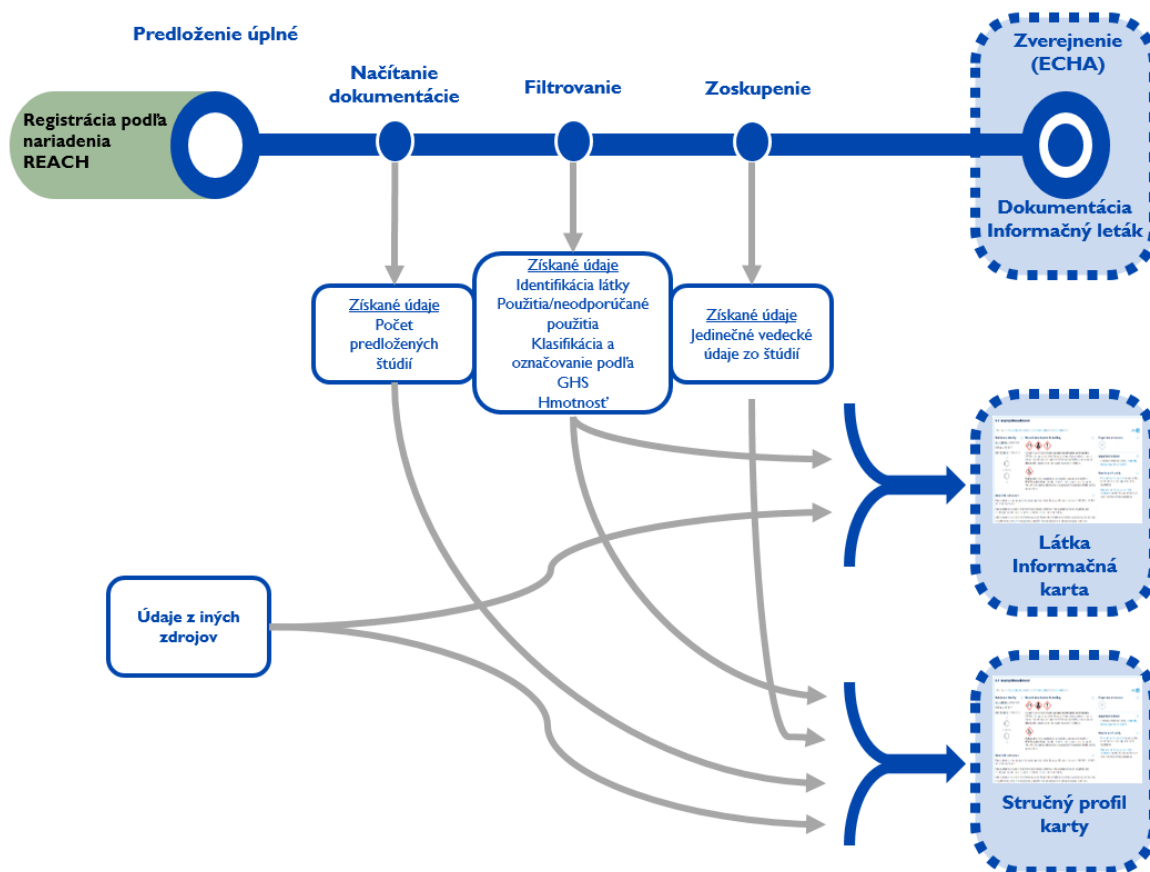 Predloženie úplné
Načítanie
dokumentácie
Filtrovanie
Zoskupenie
Zverejnenie
(ECHA)
Registrácia podľa
nariadenia
REACH
Dokumentácia
Informačný leták
Získané údaje
Počet
predložených
štúdií
Získané údaje
Identifikácia látky
Použitia/neodporúčané
použitia
Klasifikácia a
označovanie podľa
GHS
Hmotnosť
Získané údaje
Jedinečné vedecké
údaje zo štúdií
Látka
Informačná
karta
Údaje z iných
zdrojov
Stručný profil
karty